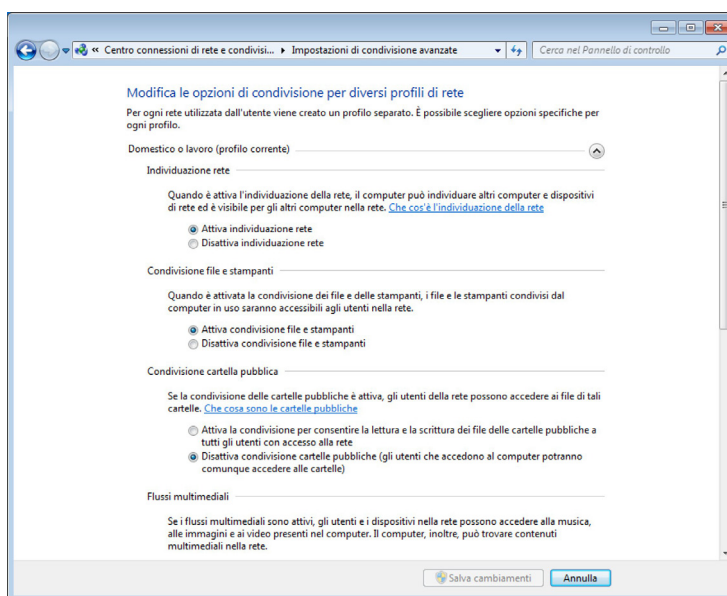 « Centro connessioni di rete e condivisi... ▸ Impostazioni di condivisione avanzate
Cerca nel Pannello di controllo
Modifica le opzioni di condivisione per diversi profili di rete
Per ogni rete utilizzata dall'utente viene creato un profilo separato. È possibile scegliere opzioni specifiche per
ogni profilo.
Domestico o lavoro (profilo corrente)
Individuazione rete
Quando è attiva l'individuazione della rete, il computer può individuare altri computer e dispositivi
di rete ed è visibile per gli altri computer nella rete. Che cos'è l'individuazione della rete
Attiva individuazione rete
Disattiva individuazione rete
Condivisione file e stampanti
Quando è attivata la condivisione dei file e delle stampanti, i file e le stampanti condivisi dal
computer in uso saranno accessibili agli utenti nella rete.
Attiva condivisione file e stampanti
Disattiva condivisione file e stampanti
Condivisione cartella pubblica
Se la condivisione delle cartelle pubbliche è attiva, gli utenti della rete possono accedere ai file di tali
cartelle. Che cosa sono le cartelle pubbliche
Attiva la condivisione per consentire la lettura e la scrittura dei file delle cartelle pubbliche a
tutti gli utenti con accesso alla rete
Disattiva condivisione cartelle pubbliche (gli utenti che accedono al computer potranno
comunque accedere alle cartelle)
Flussi multimediali
Se i flussi multimediali sono attivi, gli utenti e i dispositivi nella rete possono accedere alla musica,
alle immagini e ai video presenti nel computer. Il computer, inoltre, può trovare contenuti
multimediali nella rete.
Salva cambiamenti
Annulla